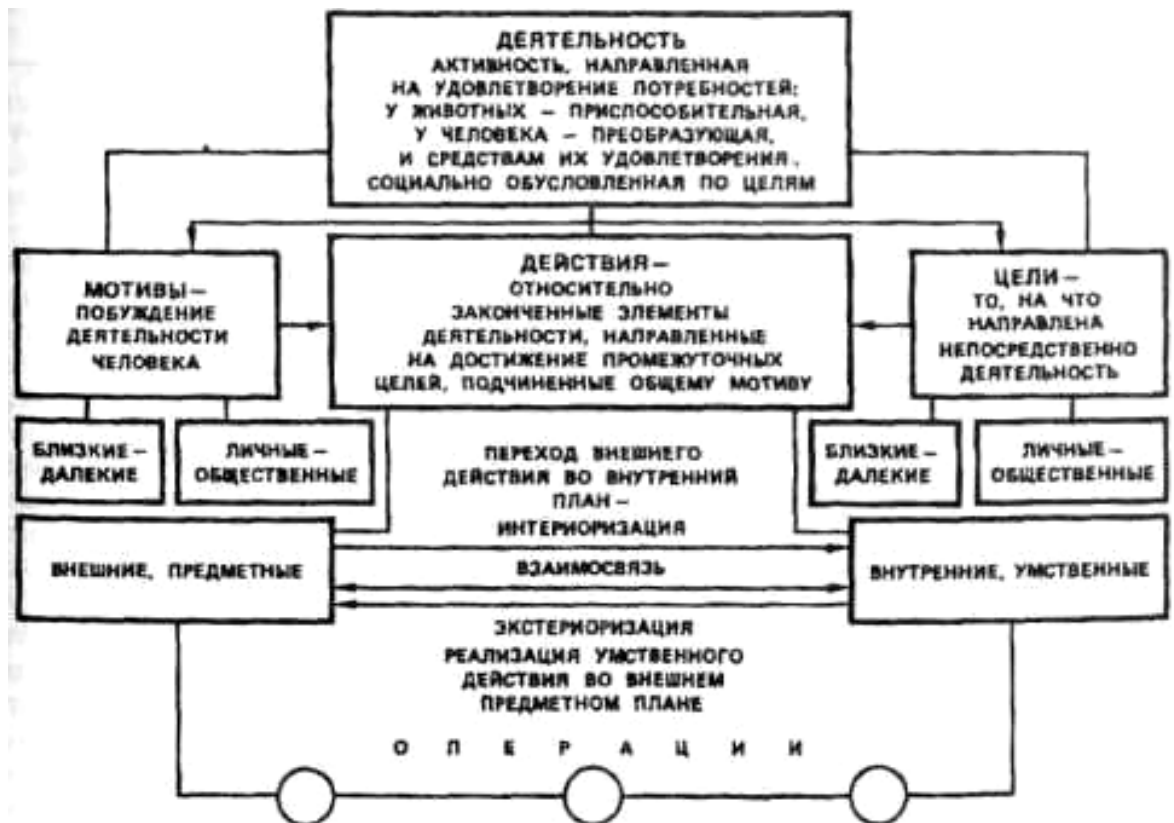 ДЕЯТЕЛЬНОСТЬ
АКТИВНОСТЬ, НАПРАВЛЕННАЯ
НА УДОВЛЕТВОРЕНИЕ ПОТРЕБНОСТЕЙ:
У ЖИВОТНЫХ – ПРИСПОСОБИТЕЛЬНАЯ,
У ЧЕЛОВЕКА – ПРЕОБРАЗУЮЩАЯ,
И СРЕДСТВАМ ИХ УДОВЛЕТВОРЕНИЯ.
СОЦИАЛЬНО ОБУСЛОВЛЕННАЯ ПО ЦЕЛЯМ
МОТИВЫ –
ПОБУЖДЕНИЕ
ДЕЯТЕЛЬНОСТИ
ЧЕЛОВЕКА
ДЕЙСТВИЯ –
ОТНОСИТЕЛЬНО
ЗАКОНЧЕННЫЕ ЭЛЕМЕНТЫ
ДЕЯТЕЛЬНОСТИ, НАПРАВЛЕННЫЕ
НА ДОСТИЖЕНИЕ ПРОМЕЖУТОЧНЫХ
ЦЕЛЕЙ, ПОДЧИНЕННЫЕ ОБЩЕМУ МОТИВУ
ЦЕЛИ –
ТО, НА ЧТО
НАПРАВЛЕНА
НЕПОСРЕДСТВЕННО
ДЕЯТЕЛЬНОСТЬ
БЛИЗКИЕ –
ДАЛЕКИЕ
ЛИЧНЫЕ –
ОБЩЕСТВЕННЫЕ
БЛИЗКИЕ –
ДАЛЕКИЕ
ЛИЧНЫЕ –
ОБЩЕСТВЕННЫЕ
ПЕРЕХОД ВНЕШНЕГО
ДЕЙСТВИЯ ВО ВНУТРЕННИЙ
ПЛАН –
ИНТЕРИОРИЗАЦИЯ
ВНЕШНИЕ, ПРЕДМЕТНЫЕ
ВЗАИМОСВЯЗЬ
ВНУТРЕННИЕ, УМСТВЕННЫЕ
ЭКСТЕРИОРИЗАЦИЯ
РЕАЛИЗАЦИЯ УМСТВЕННОГО
ДЕЙСТВИЯ ВО ВНЕШНЕМ
ПРЕДМЕТНОМ ПЛАНЕ
ОПЕРАЦИИ